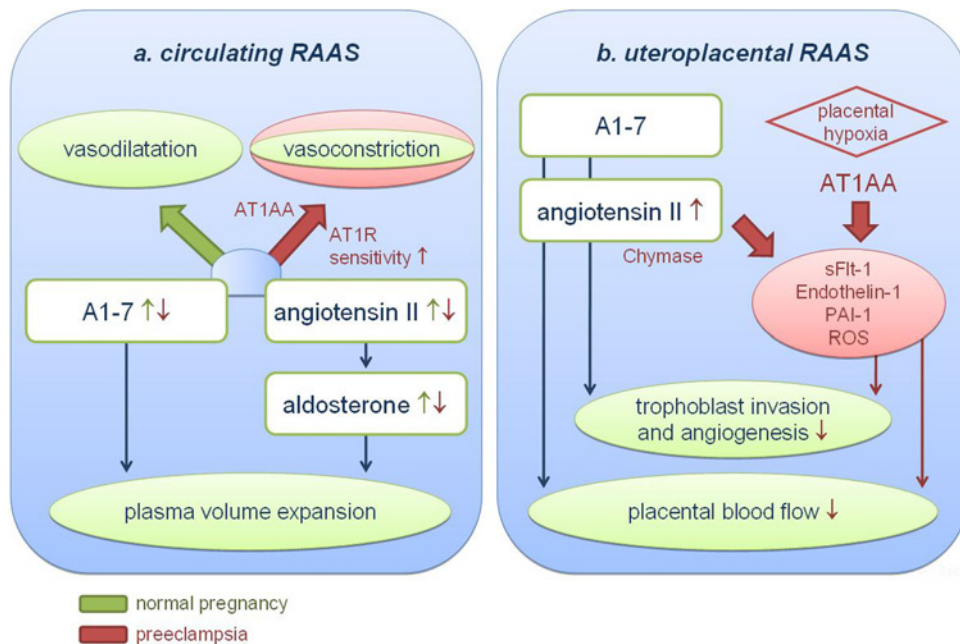 a. circulating RAAS
vasodilatation
vasoconstriction
AT1AA
AT1R
sensitivity ↑
A1-7 ↑↓
angiotensin II ↑↓
aldosterone ↑↓
plasma volume expansion
b. uteroplacental RAAS
A1-7
placental
hypoxia
AT1AA
angiotensin II ↑
Chymase
sFlt-1
Endothelin-1
PAI-1
ROS
trophoblast invasion
and angiogenesis ↓
placental blood flow ↓
normal pregnancy
preeclampsia